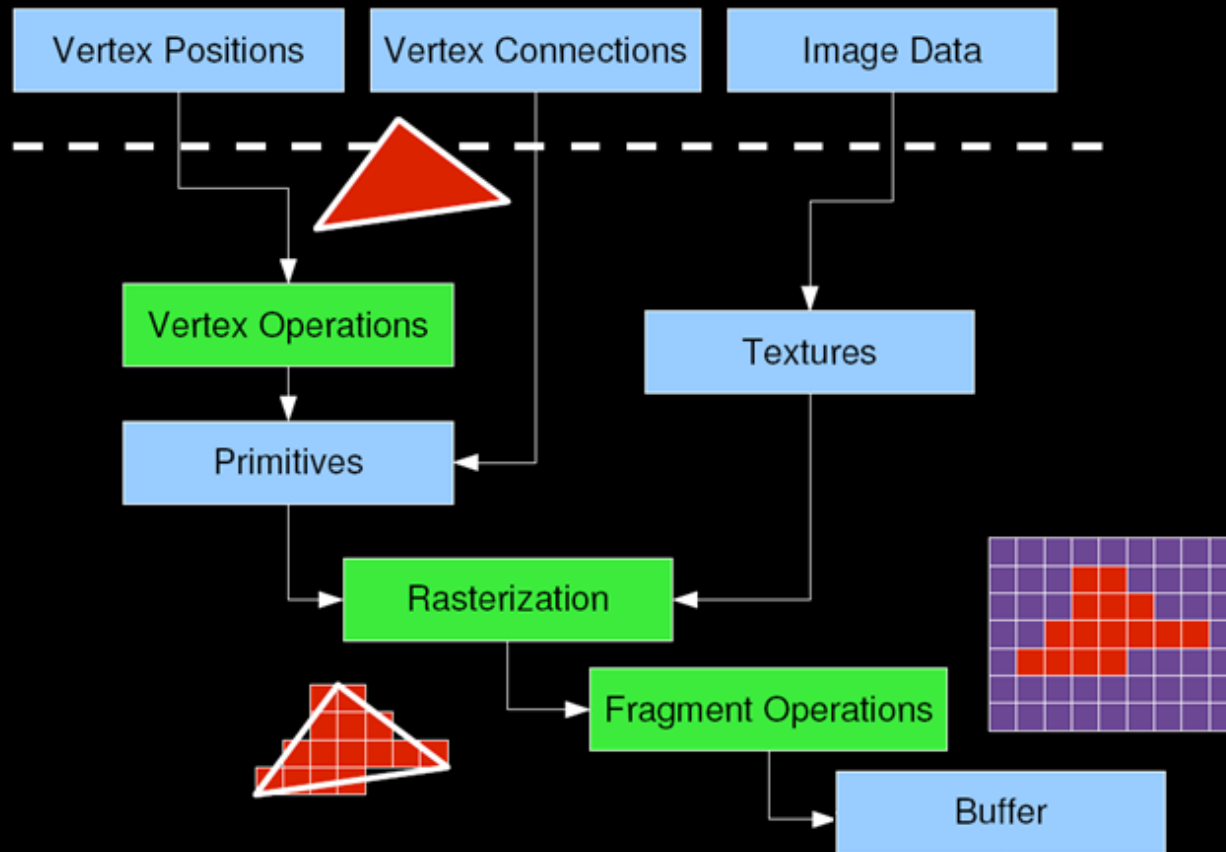 Vertex Positions
Vertex Connections
Image Data
Vertex Operations
Textures
Primitives
Rasterization
Fragment Operations
Buffer